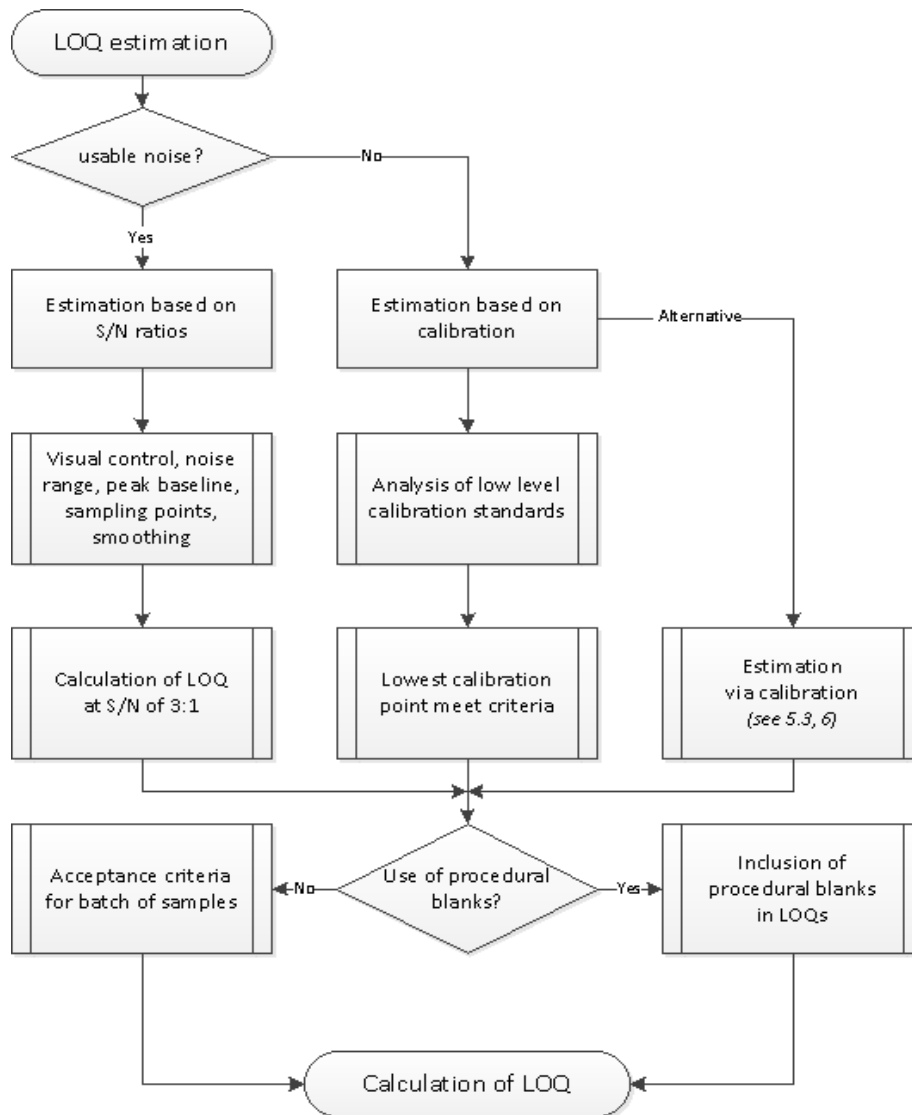 LOQ estimation
usable noise?
No
Yes
Estimation based on
S/N ratios
Estimation based on
calibration
Alternative
Visual control, noise
range, peak baseline,
sampling points,
smoothing
Analysis of low level
calibration standards
Calculation of LOQ
at S/N of 3:1
Lowest calibration
point meet criteria
Estimation
via calibration
(see 5.3, 6)
Acceptance criteria
for batch of samples
No
Use of procedural
blanks?
Yes
Inclusion of
procedural blanks
in LOQs
Calculation of LOQ